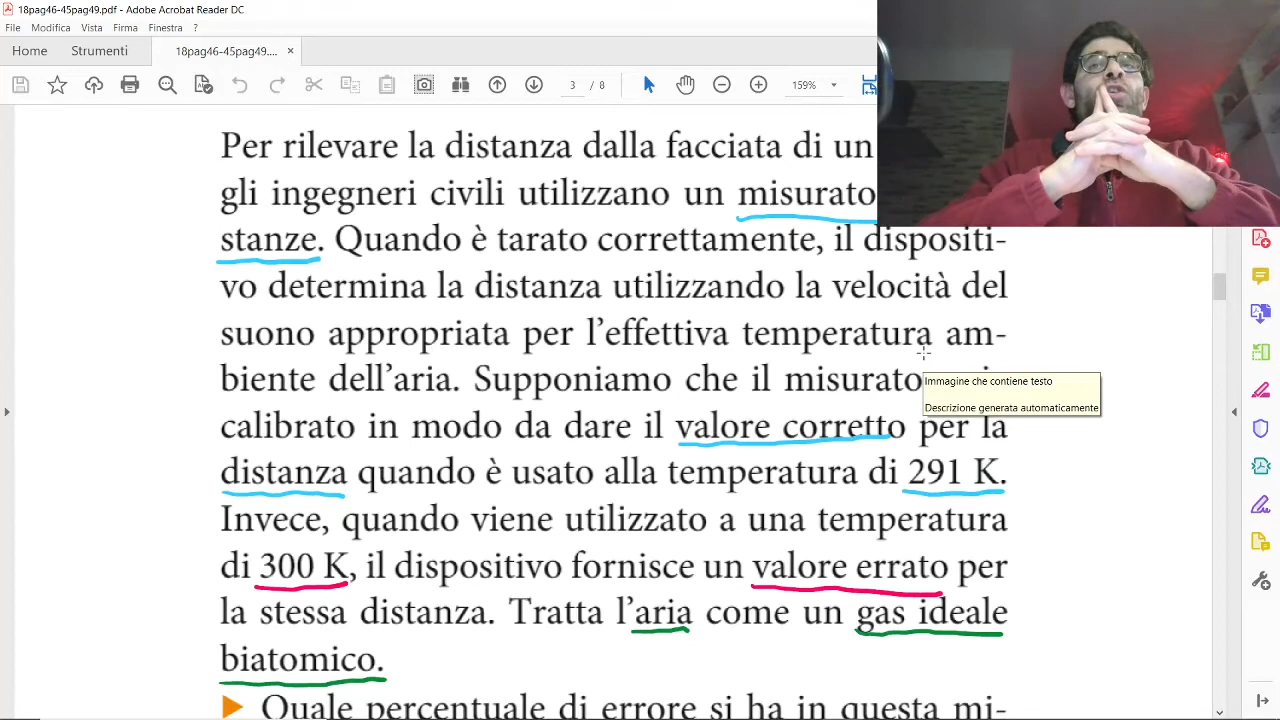 18pag46-45pag49.pdf - Adobe Acrobat Reader DC
File Modifica Vista Firma Finestra ?
Home Strumenti 18pag46-45pag49.... ×
3 / 8 159%
Per rilevare la distanza dalla facciata di un
gli ingegneri civili utilizzano un misurato
stanze. Quando è tarato correttamente, il dispositi-
vo determina la distanza utilizzando la velocità del
suono appropriata per l'effettiva temperatura am-
biente dell'aria. Supponiamo che il misurato
Immagine che contiene testo
Descrizione generata automaticamente
calibrato in modo da dare il valore corretto per la
distanza quando è usato alla temperatura di 291 K.
Invece, quando viene utilizzato a una temperatura
di 300 K, il dispositivo fornisce un valore errato per
la stessa distanza. Tratta l'aria come un gas ideale
biatomico.
Quale percentuale di errore si ha in questa mi-